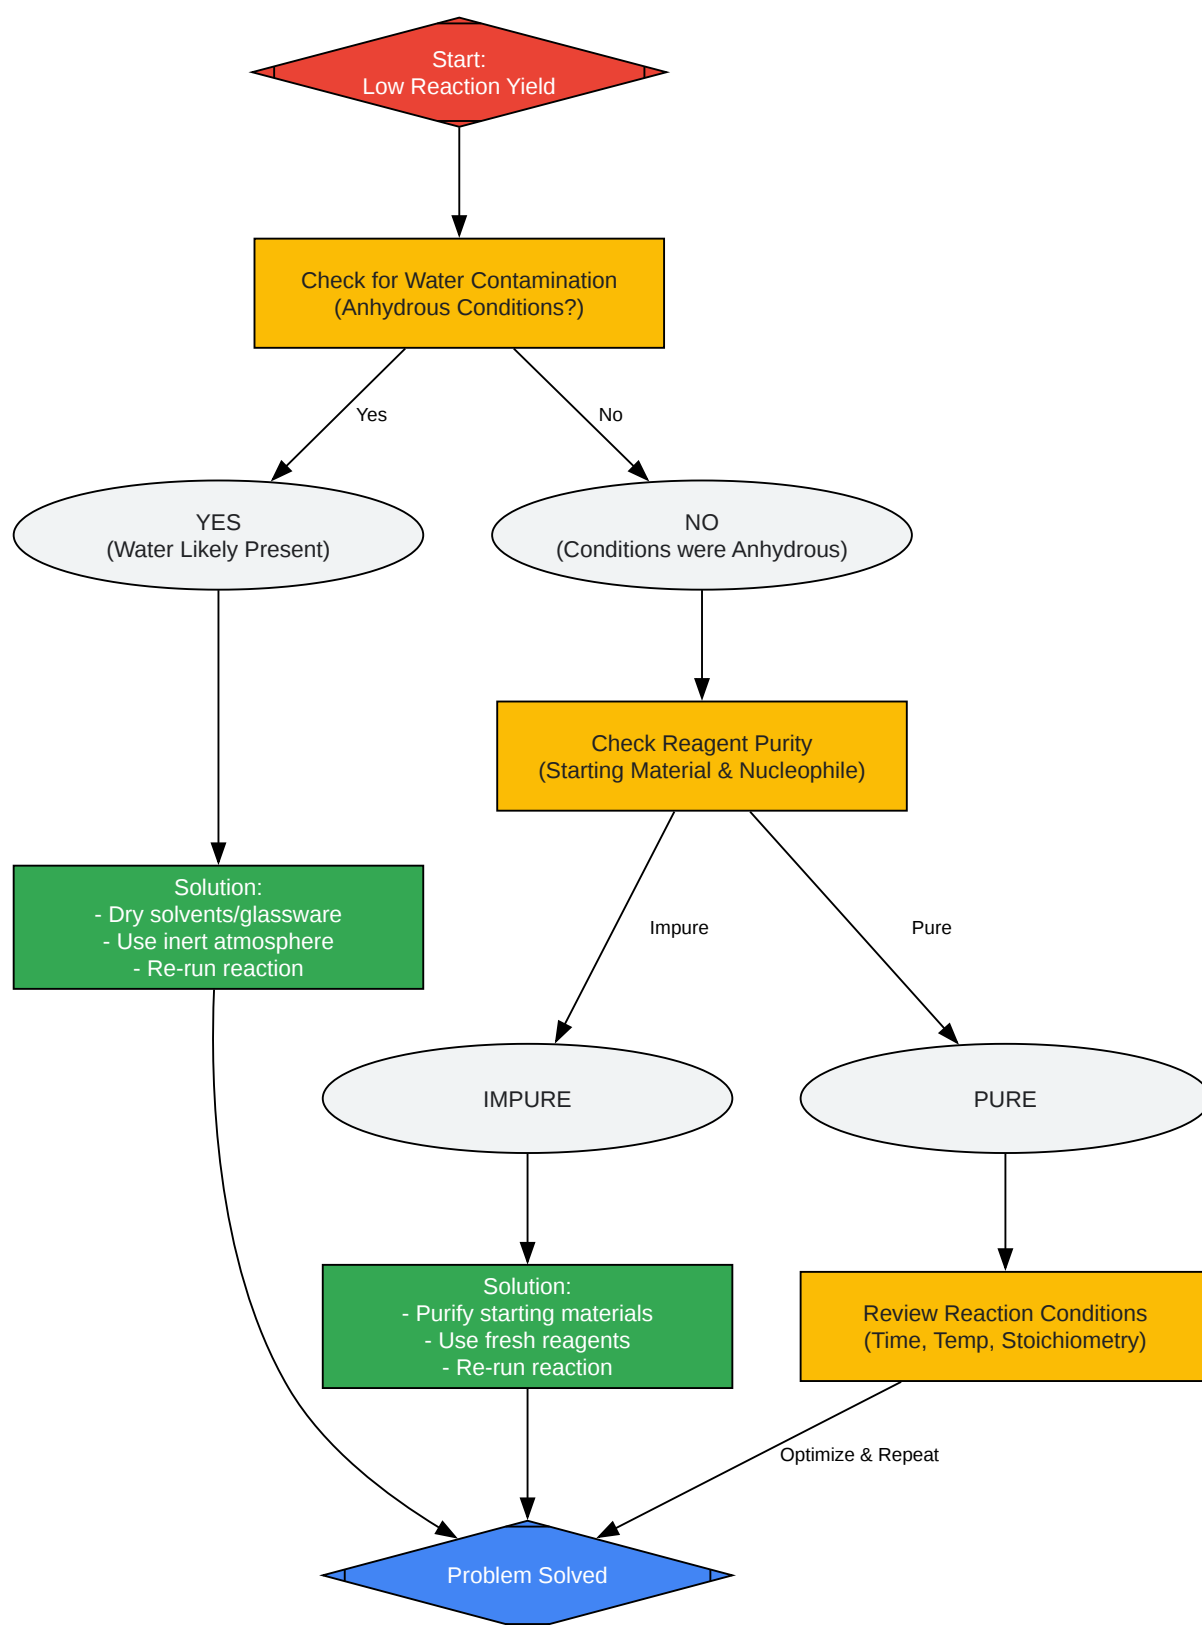 Start:
Low Reaction Yield
Check for Water Contamination
(Anhydrous Conditions?)
Yes
No
YES
(Water Likely Present)
NO
(Conditions were Anhydrous)
Check Reagent Purity
(Starting Material & Nucleophile)
Solution:
- Dry solvents/glassware
- Use inert atmosphere
- Re-run reaction
Impure
Pure
IMPURE
PURE
Solution:
- Purify starting materials
- Use fresh reagents
- Re-run reaction
Review Reaction Conditions
(Time, Temp, Stoichiometry)
Optimize & Repeat
Problem Solved